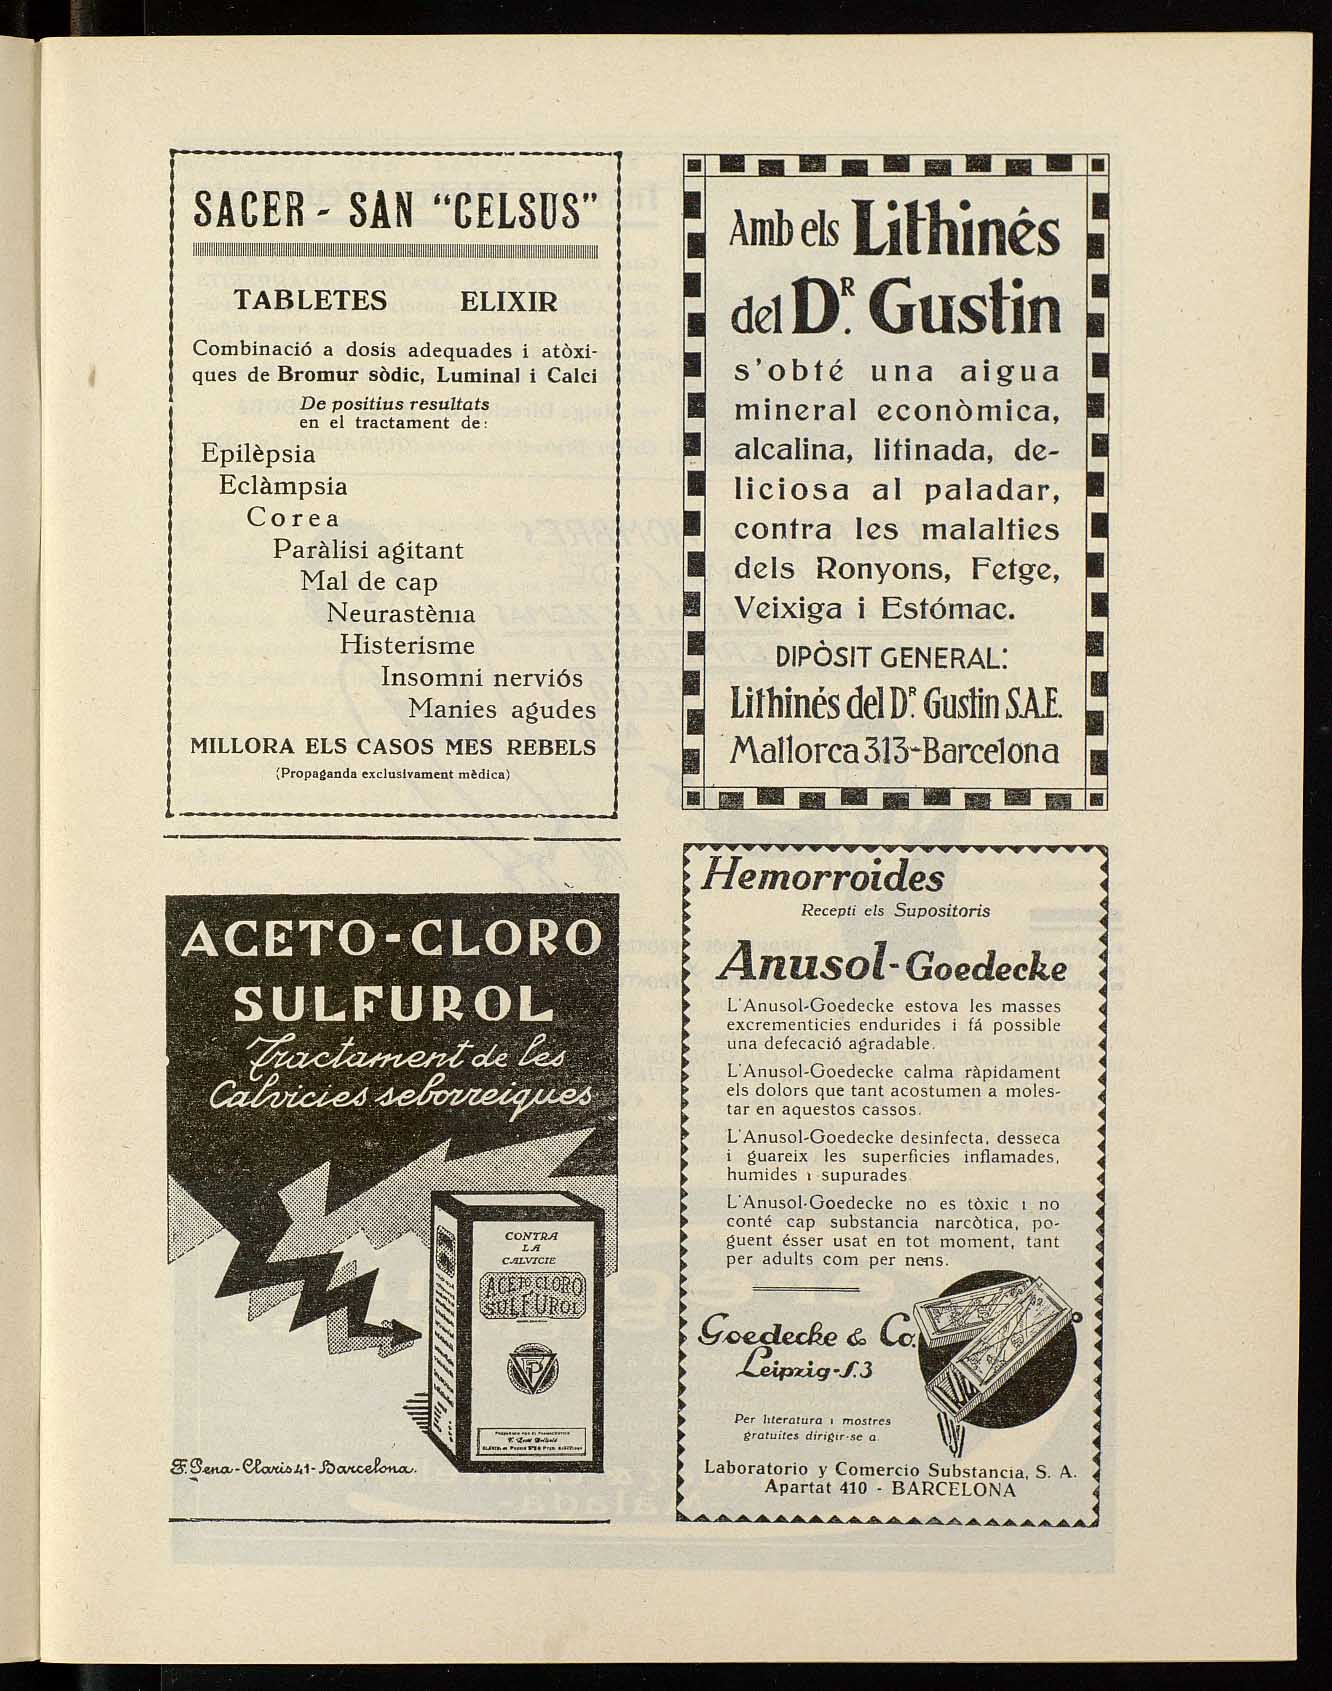 SACER - SAN "CELSUS"
TABLETES ELIXIR
Combinació a dosis adequades i atòxi-
ques de Bromur sòdic, Luminal i Calci
De positius resultats
en el tractament de:
Epilèpsia
Eclàmpsia
Corea
Paràlisi agitant
Mal de cap
Neurastènia
Histerisme
Insomni nerviós
Manies agudes
MILLORA ELS CASOS MES REBELS
(Propaganda exclusivament mèdica)
Amb els Lithinés
del Dr. Gustin
s'obté una aigua
mineral econòmica,
alcalina, litinada, de-
liciosa al paladar,
contra les malalties
dels Ronyons, Fetge,
Veixiga i Estómac.
DIPÒSIT GENERAL:
Lithinés del Dr. Gustin S.A.E.
Mallorca 313-Barcelona
ACETO-CLORO
SULFUROL
Tractament de les
Calvicies seborreiques
CONTRA
LA
CALVICIE
ACETO CLORO
SULFUROL
F. Pena - Claris 41 - Barcelona.
Hemorroides
Recepti els Supositoris
Anusol-Goedecke
L'Anusol-Goedecke estova les masses
excrementicies endurides i fá possible
una defecació agradable.
L'Anusol-Goedecke calma ràpidament
els dolors que tant acostumen a moles-
tar en aquestos cassos.
L'Anusol-Goedecke desinfecta, desseca
i guareix les superficies inflamades,
humides i supurades.
L'Anusol-Goedecke no es tòxic i no
conté cap substancia narcòtica, po-
guent ésser usat en tot moment, tant
per adults com per nens.
Goedecke & Co.
Leipzig-S.3
Per literatura i mostres
gratuites dirigir-se a
Laboratorio y Comercio Substancia, S. A.
Apartat 410 - BARCELONA